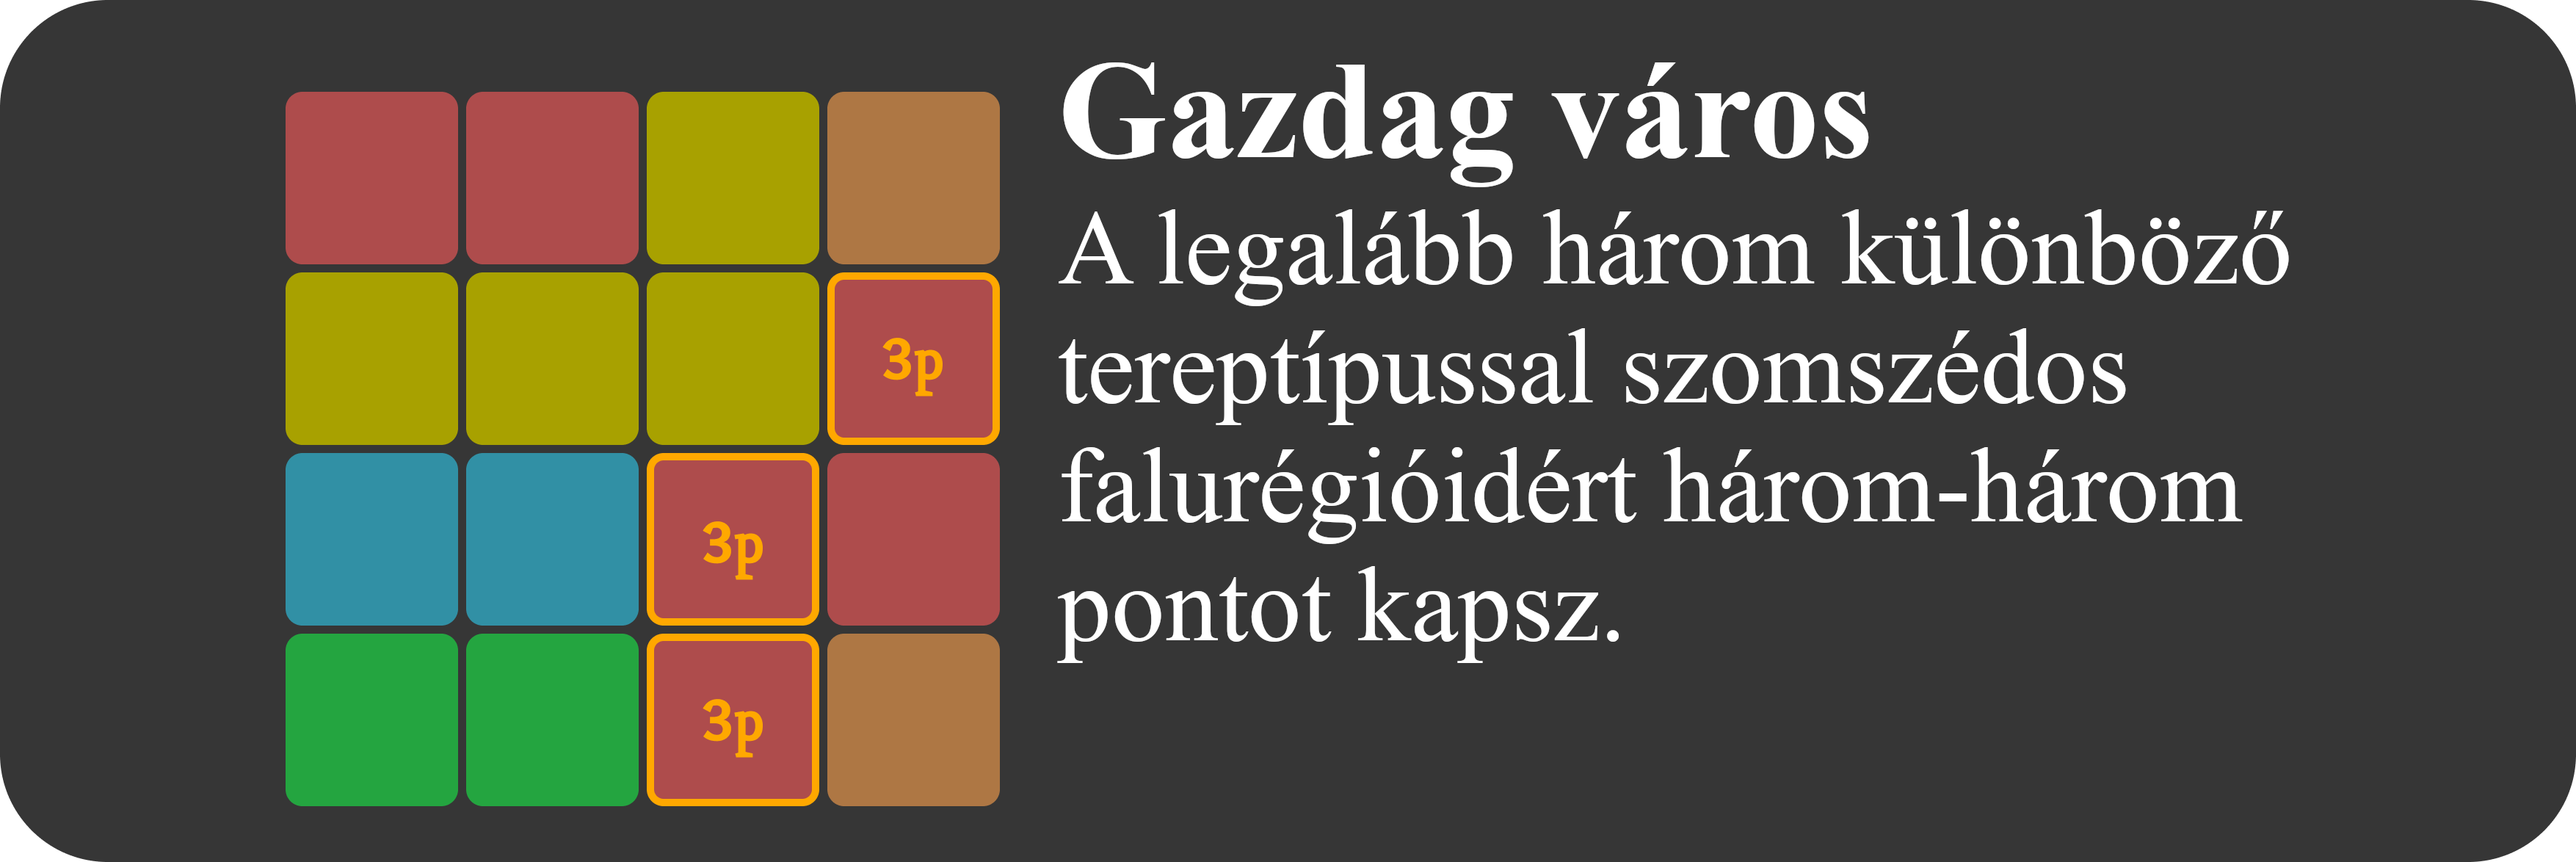 Gazdag város
A legalább három különböző
tereptípussal szomszédos
falurégióidért három-három
pontot kapsz.
3p
3p
3p